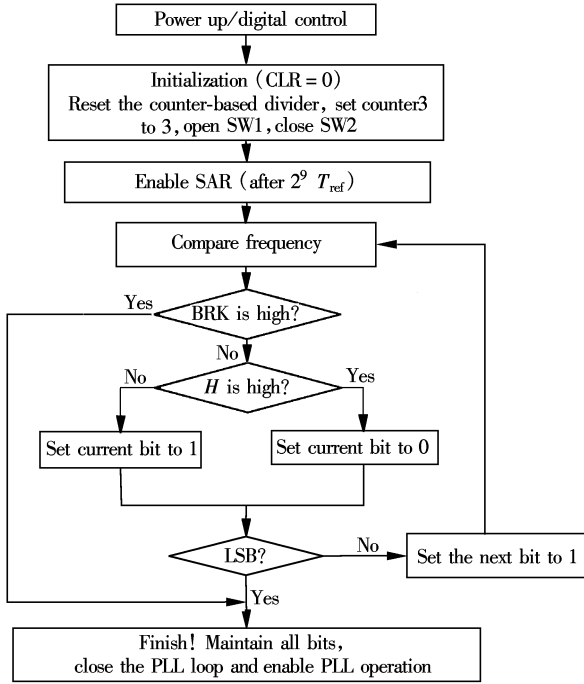 Power up/digital control
Initialization (CLR = 0)
Reset the counter-based divider, set counter3
to 3, open SW1, close SW2
Enable SAR (after 2⁹ T_ref)
Compare frequency
Yes
BRK is high?
No
No
H is high?
Yes
Set current bit to 1
Set current bit to 0
LSB?
No
Set the next bit to 1
Yes
Finish! Maintain all bits,
close the PLL loop and enable PLL operation